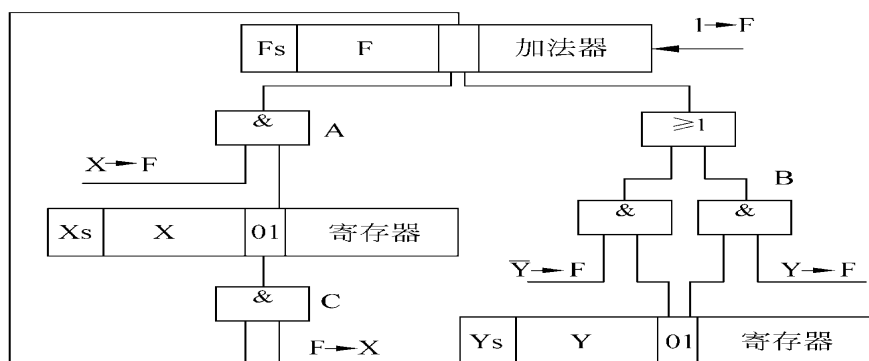 1→F
Fs F 加法器
& A
≥1
X→F
B
& &
Xs X 01 寄存器
Y̅→F Y→F
& C
F→X
Ys Y 01 寄存器